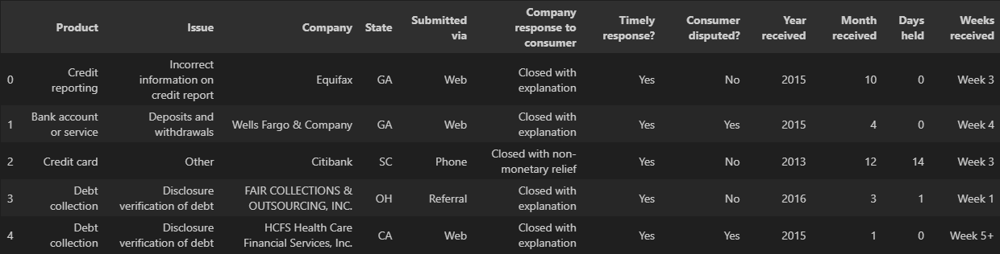 Product Issue Company State Submitted via Company response to consumer Timely response? Consumer disputed? Year received Month received Days held Weeks received
0 Credit reporting Incorrect information on credit report Equifax GA Web Closed with explanation Yes No 2015 10 0 Week 3
1 Bank account or service Deposits and withdrawals Wells Fargo & Company GA Web Closed with explanation Yes Yes 2015 4 0 Week 4
2 Credit card Other Citibank SC Phone Closed with non-monetary relief Yes No 2013 12 14 Week 3
3 Debt collection Disclosure verification of debt FAIR COLLECTIONS & OUTSOURCING, INC. OH Referral Closed with explanation Yes No 2016 3 1 Week 1
4 Debt collection Disclosure verification of debt HCFS Health Care Financial Services, Inc. CA Web Closed with explanation Yes Yes 2015 1 0 Week 5+